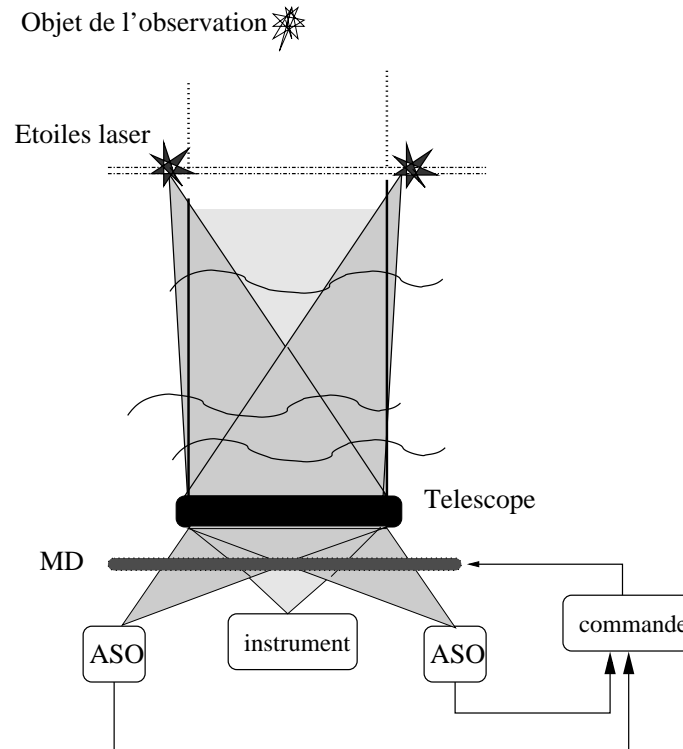 Objet de l'observation
Etoiles laser
Telescope
MD
ASO
instrument
ASO
commande